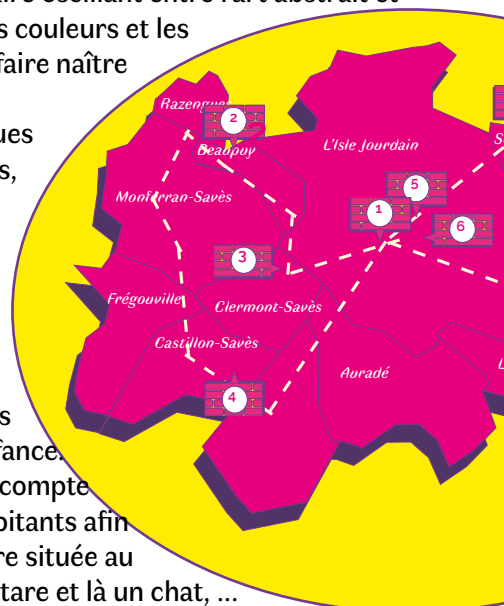 s couleurs et les
faire naître
ues
s,
s
fance.
compte
bitants afin
re située au
tare et là un chat, ...
Razengues
2
Beaupuy
L'Isle Jourdain
S
5
Monferran-Savès
1
6
3
Frégouville
Clermont-Savès
Castillon-Savès
Auradé
L
4